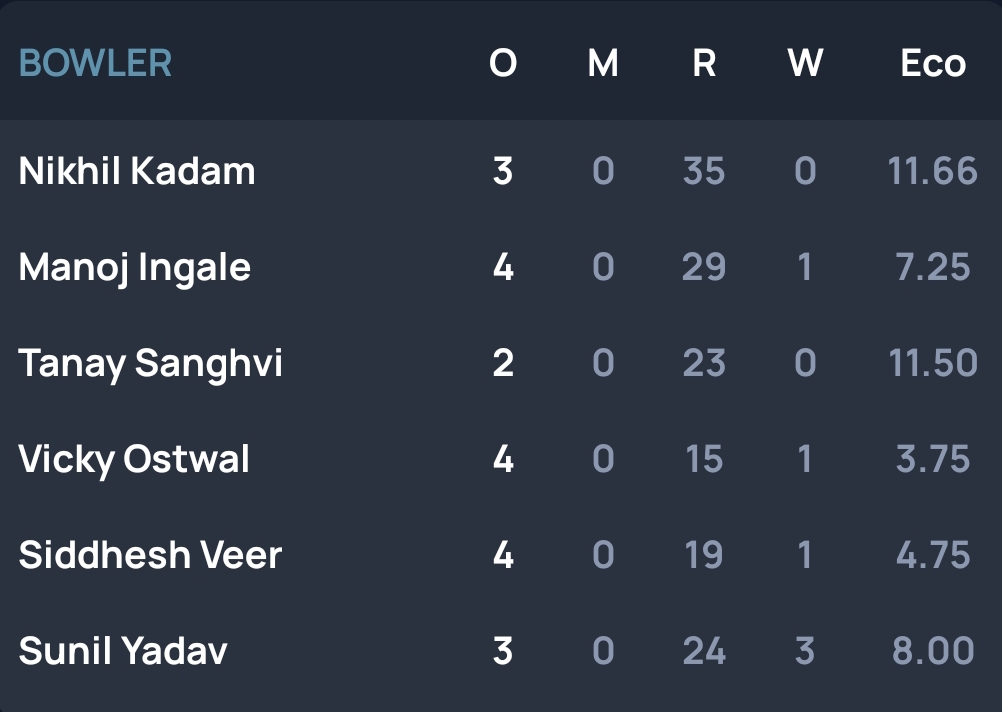 BOWLER O M R W Eco
Nikhil Kadam 3 0 35 0 11.66
Manoj Ingale 4 0 29 1 7.25
Tanay Sanghvi 2 0 23 0 11.50
Vicky Ostwal 4 0 15 1 3.75
Siddhesh Veer 4 0 19 1 4.75
Sunil Yadav 3 0 24 3 8.00